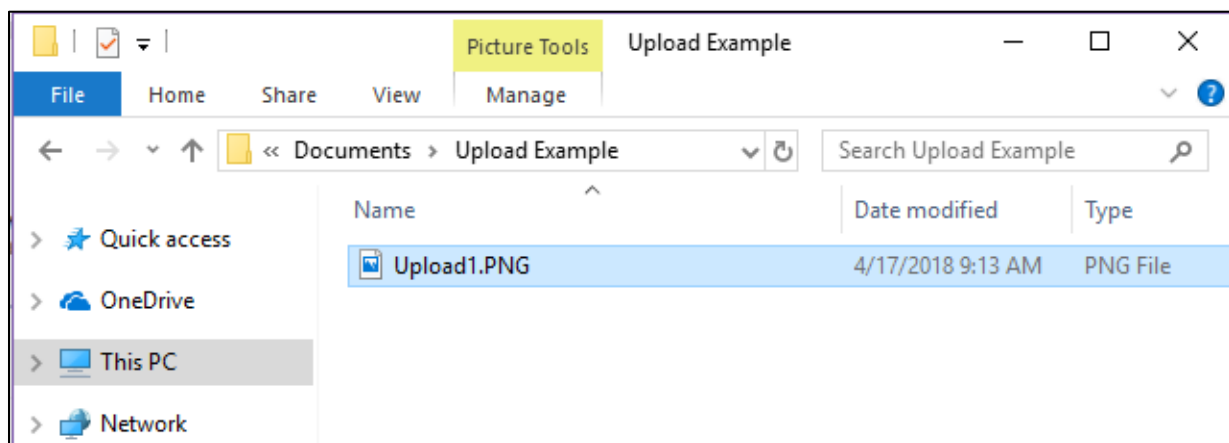 Picture Tools Upload Example
File Home Share View Manage
« Documents > Upload Example Search Upload Example
Name Date modified Type
Quick access
Upload1.PNG 4/17/2018 9:13 AM PNG File
OneDrive
This PC
Network